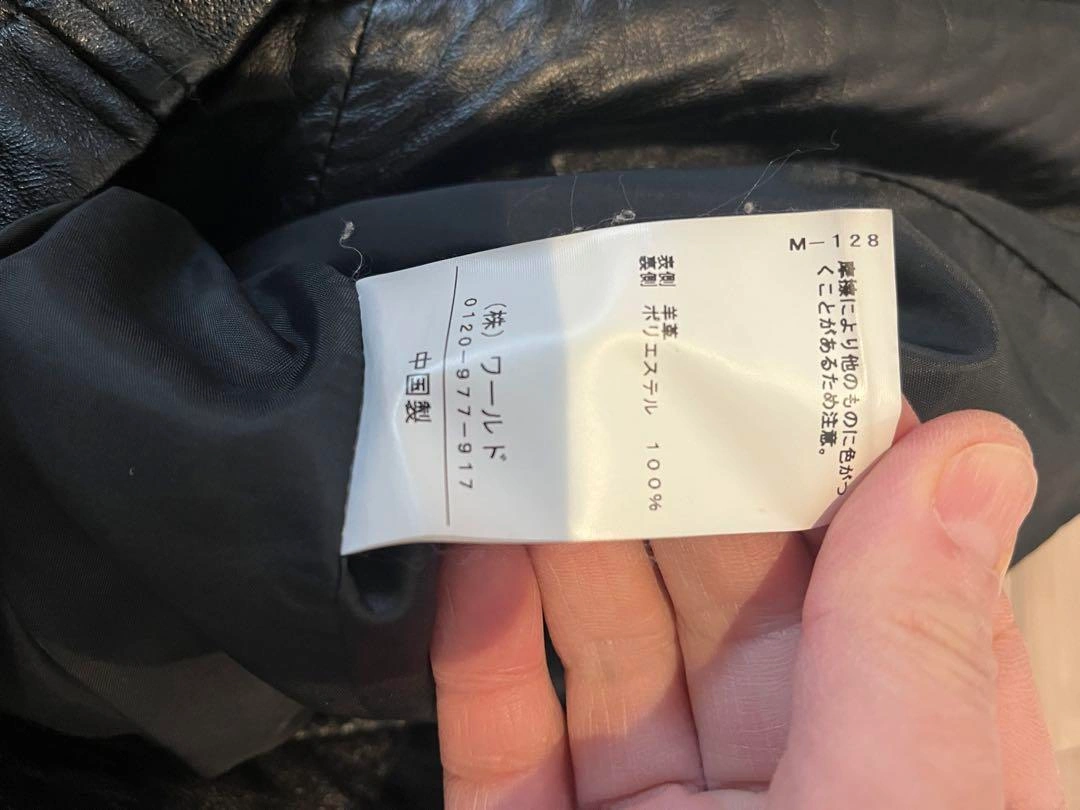 M-128
摩擦により他のものに色がつ
くことがあるため注意。
表側 羊革
裏側 ポリエステル 100%
(株)ワールド
0120-977-917
中国製